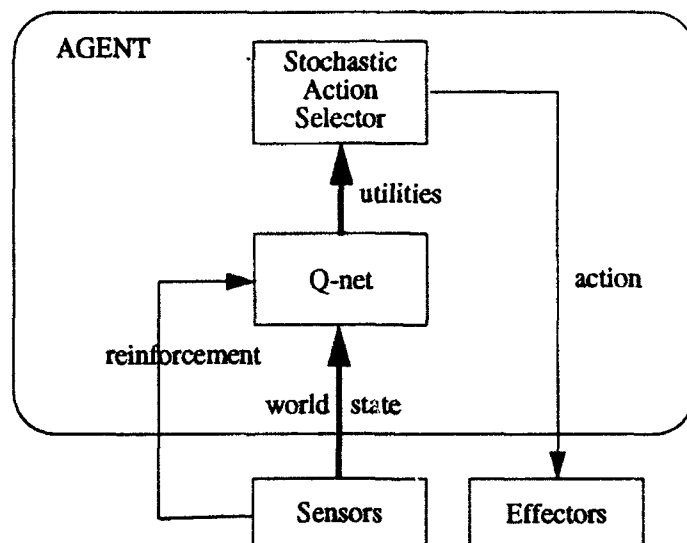 AGENT
Stochastic
Action
Selector
utilities
Q-net
action
reinforcement
world state
Sensors
Effectors